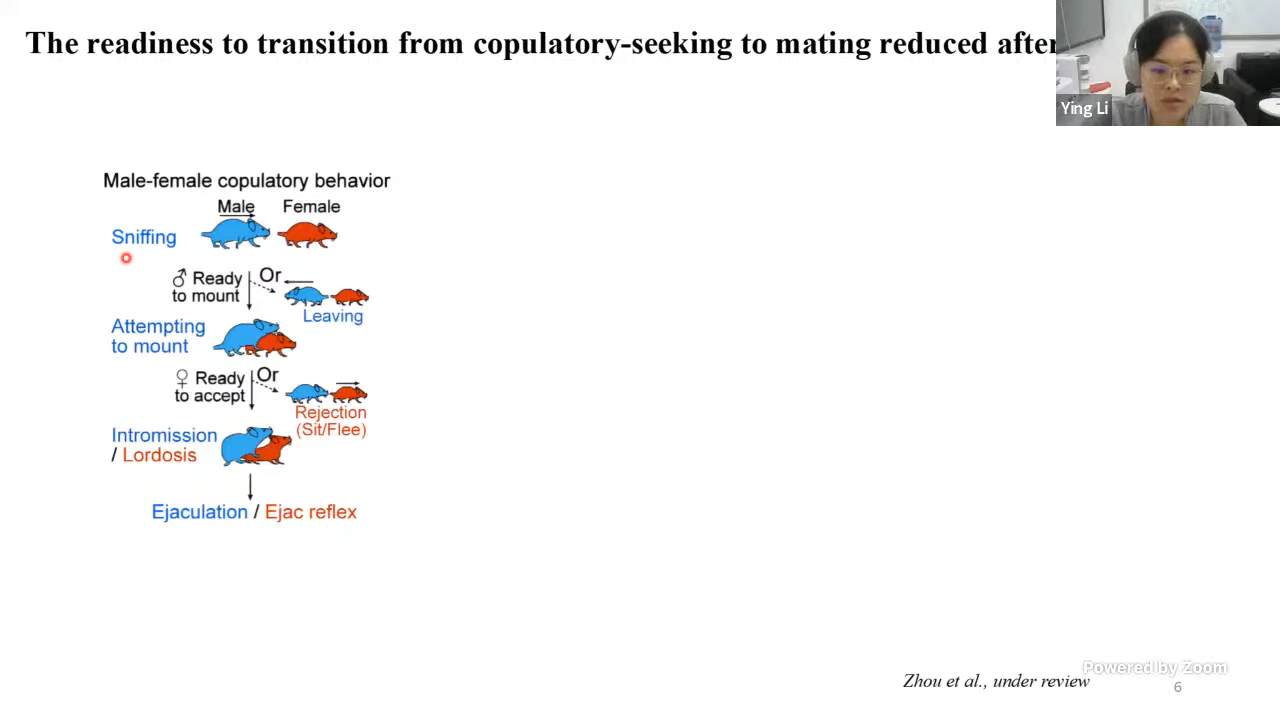 The readiness to transition from copulatory-seeking to mating reduced after
Ying Li
Male-female copulatory behavior
Male Female
Sniffing
♂ Ready
to mount
Or
Leaving
Attempting
to mount
♀ Ready
to accept
Or
Rejection
(Sit/Flee)
Intromission
/ Lordosis
Ejaculation / Ejac reflex
Zhou et al., under review
Powered by Zoom
6